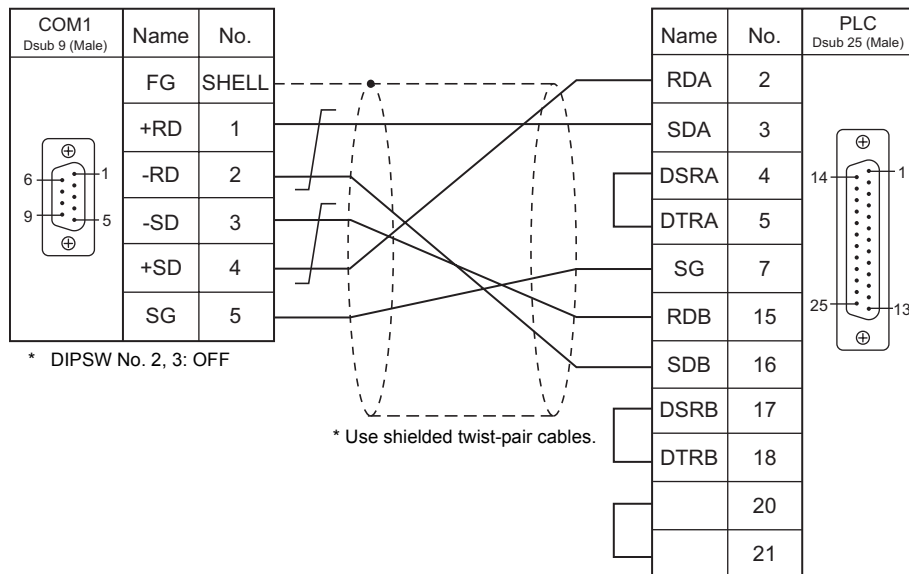 COM1
Dsub 9 (Male)
Name No.
FG SHELL
+RD 1
-RD 2
-SD 3
+SD 4
SG 5
6
1
9
5
* DIPSW No. 2, 3: OFF
* Use shielded twist-pair cables.
Name No.
PLC
Dsub 25 (Male)
RDA 2
SDA 3
DSRA 4
DTRA 5
SG 7
RDB 15
SDB 16
DSRB 17
DTRB 18
20
21
14
1
25
13